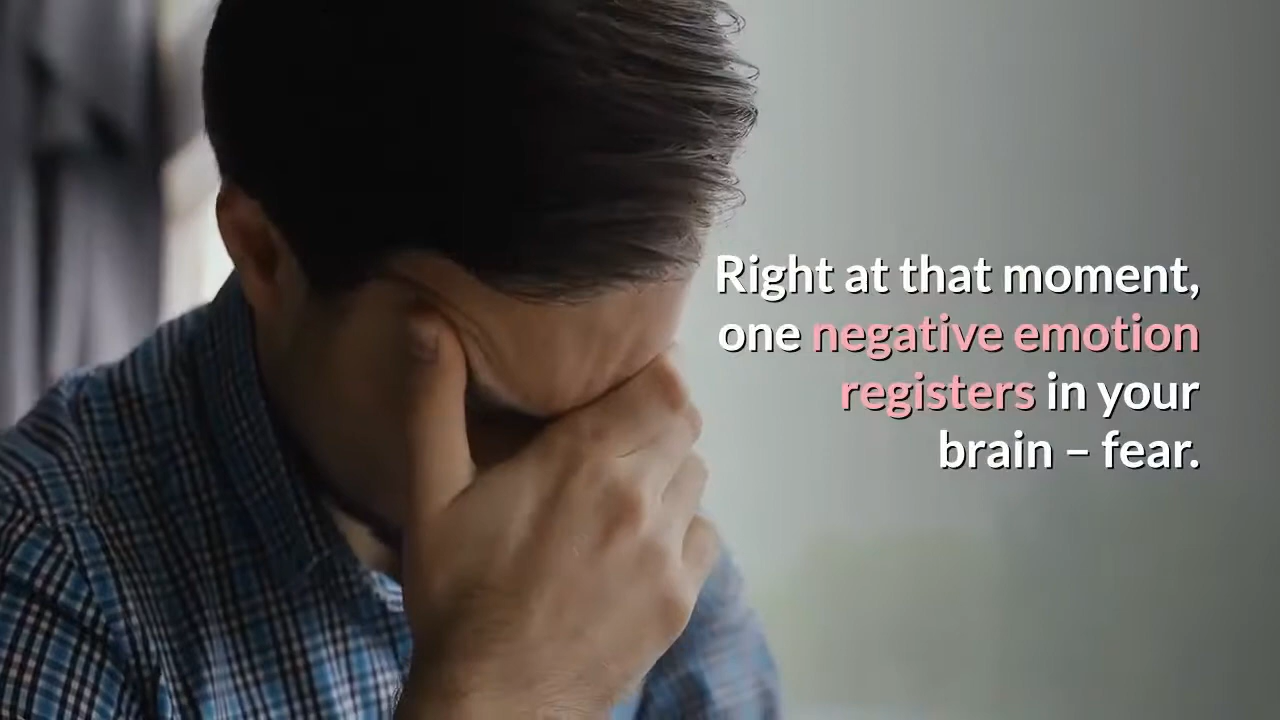 Right at that moment,
one negative emotion
registers in your
brain – fear.